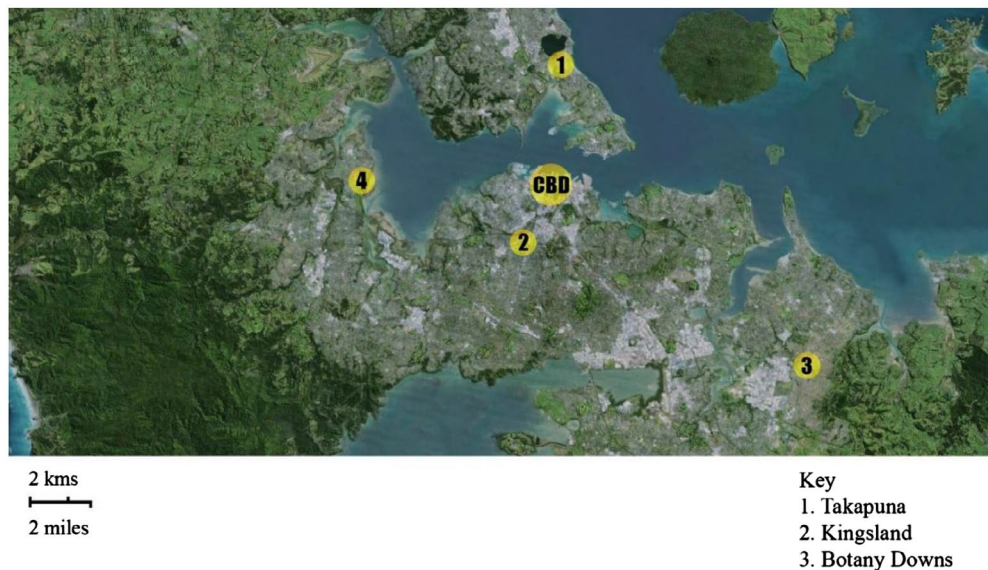 1
4
CBD
2
3
2 kms
2 miles
Key
1. Takapuna
2. Kingsland
3. Botany Downs